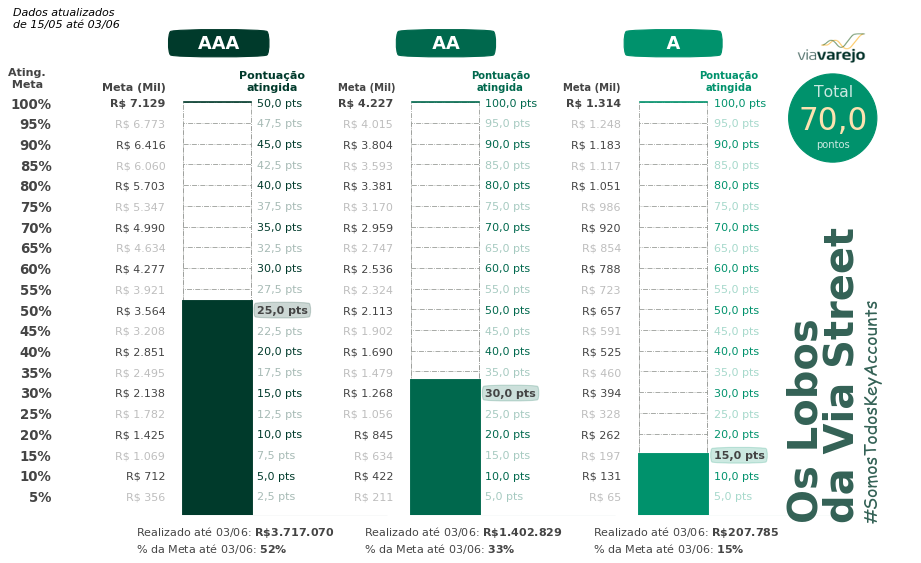 Dados atualizados
de 15/05 até 03/06
AAA
AA
A
viavarejo
Ating.
Meta
Meta (Mil)
Pontuação
atingida
Meta (Mil)
Pontuação
atingida
Meta (Mil)
Pontuação
atingida
Total
70,0
pontos
100% R$ 7.129 50,0 pts R$ 4.227 100,0 pts R$ 1.314 100,0 pts
95% R$ 6.773 47,5 pts R$ 4.015 95,0 pts R$ 1.248 95,0 pts
90% R$ 6.416 45,0 pts R$ 3.804 90,0 pts R$ 1.183 90,0 pts
85% R$ 6.060 42,5 pts R$ 3.593 85,0 pts R$ 1.117 85,0 pts
80% R$ 5.703 40,0 pts R$ 3.381 80,0 pts R$ 1.051 80,0 pts
75% R$ 5.347 37,5 pts R$ 3.170 75,0 pts R$ 986 75,0 pts
70% R$ 4.990 35,0 pts R$ 2.959 70,0 pts R$ 920 70,0 pts
65% R$ 4.634 32,5 pts R$ 2.747 65,0 pts R$ 854 65,0 pts
60% R$ 4.277 30,0 pts R$ 2.536 60,0 pts R$ 788 60,0 pts
55% R$ 3.921 27,5 pts R$ 2.324 55,0 pts R$ 723 55,0 pts
50% R$ 3.564 25,0 pts R$ 2.113 50,0 pts R$ 657 50,0 pts
45% R$ 3.208 22,5 pts R$ 1.902 45,0 pts R$ 591 45,0 pts
40% R$ 2.851 20,0 pts R$ 1.690 40,0 pts R$ 525 40,0 pts
35% R$ 2.495 17,5 pts R$ 1.479 35,0 pts R$ 460 35,0 pts
30% R$ 2.138 15,0 pts R$ 1.268 30,0 pts R$ 394 30,0 pts
25% R$ 1.782 12,5 pts R$ 1.056 25,0 pts R$ 328 25,0 pts
20% R$ 1.425 10,0 pts R$ 845 20,0 pts R$ 262 20,0 pts
15% R$ 1.069 7,5 pts R$ 634 15,0 pts R$ 197 15,0 pts
10% R$ 712 5,0 pts R$ 422 10,0 pts R$ 131 10,0 pts
5% R$ 356 2,5 pts R$ 211 5,0 pts R$ 65 5,0 pts
Realizado até 03/06: R$3.717.070
% da Meta até 03/06: 52%
Realizado até 03/06: R$1.402.829
% da Meta até 03/06: 33%
Realizado até 03/06: R$207.785
% da Meta até 03/06: 15%
Os Lobos
da Via Street
#SomosTodosKeyAccounts